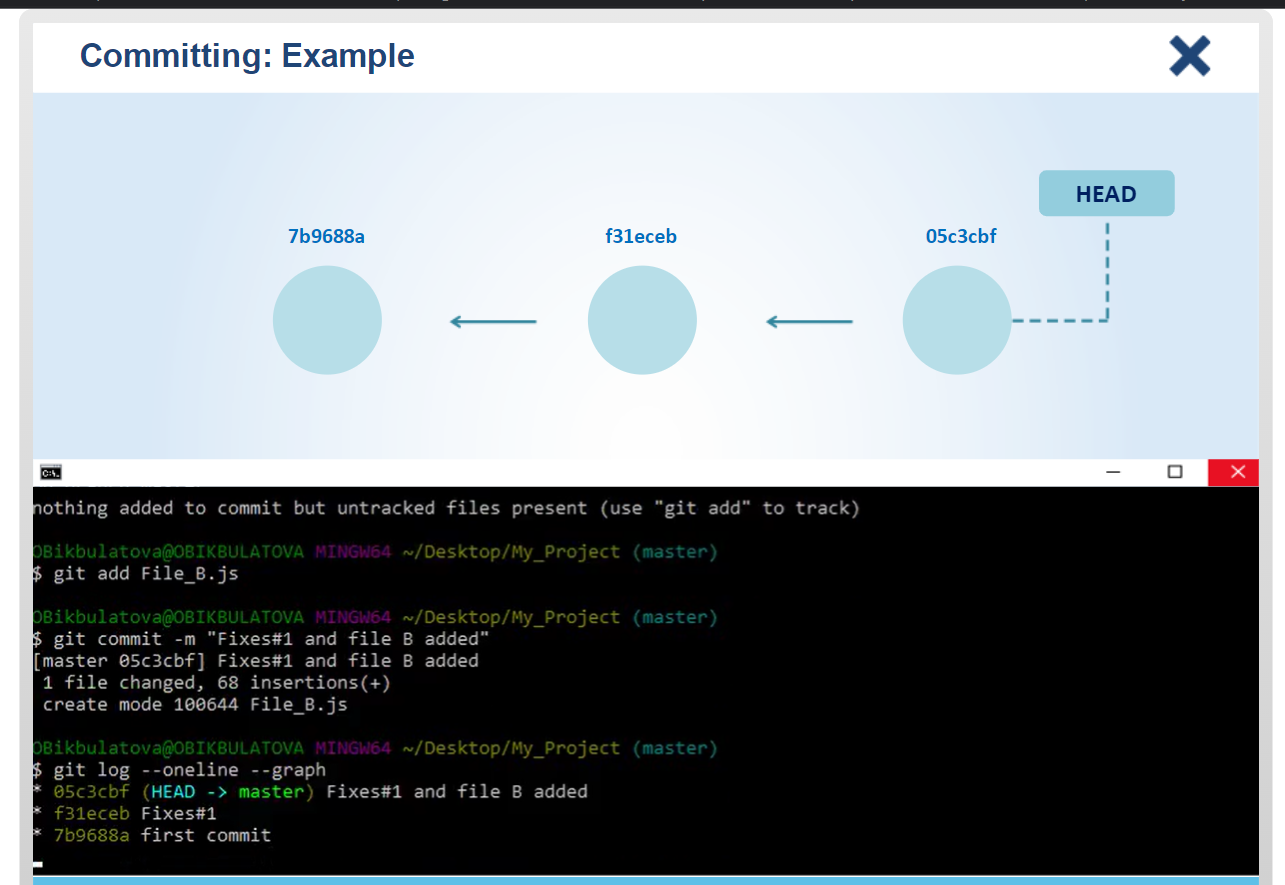 Committing: Example
HEAD
7b9688a
f31eceb
05c3cbf
nothing added to commit but untracked files present (use "git add" to track)
OBikbulatova@OBIKBULATOVA MINGW64 ~/Desktop/My_Project (master)
$ git add File_B.js
OBikbulatova@OBIKBULATOVA MINGW64 ~/Desktop/My_Project (master)
$ git commit -m "Fixes#1 and file B added"
[master 05c3cbf] Fixes#1 and file B added
1 file changed, 68 insertions(+)
create mode 100644 File_B.js
OBikbulatova@OBIKBULATOVA MINGW64 ~/Desktop/My_Project (master)
$ git log --oneline --graph
* 05c3cbf (HEAD -> master) Fixes#1 and file B added
* f31eceb Fixes#1
* 7b9688a first commit